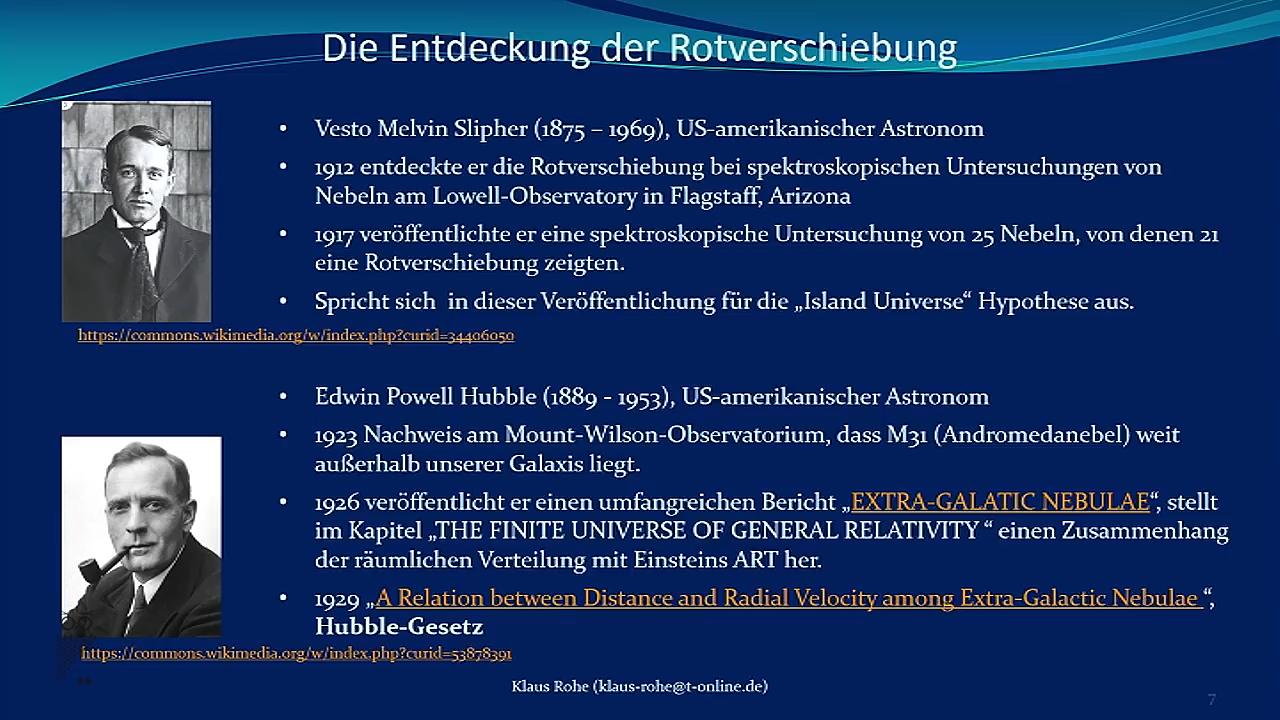 Die Entdeckung der Rotverschiebung
• Vesto Melvin Slipher (1875 – 1969), US-amerikanischer Astronom
• 1912 entdeckte er die Rotverschiebung bei spektroskopischen Untersuchungen von
Nebeln am Lowell-Observatory in Flagstaff, Arizona
• 1917 veröffentlichte er eine spektroskopische Untersuchung von 25 Nebeln, von denen 21
eine Rotverschiebung zeigten.
• Spricht sich in dieser Veröffentlichung für die „Island Universe“ Hypothese aus.
https://commons.wikimedia.org/w/index.php?curid=34406050
• Edwin Powell Hubble (1889 - 1953), US-amerikanischer Astronom
• 1923 Nachweis am Mount-Wilson-Observatorium, dass M31 (Andromedanebel) weit
außerhalb unserer Galaxis liegt.
• 1926 veröffentlicht er einen umfangreichen Bericht „EXTRA-GALATIC NEBULAE“, stellt
im Kapitel „THE FINITE UNIVERSE OF GENERAL RELATIVITY “ einen Zusammenhang
der räumlichen Verteilung mit Einsteins ART her.
• 1929 „A Relation between Distance and Radial Velocity among Extra-Galactic Nebulae “,
Hubble-Gesetz
https://commons.wikimedia.org/w/index.php?curid=53878391
Klaus Rohe (klaus-rohe@t-online.de)
7